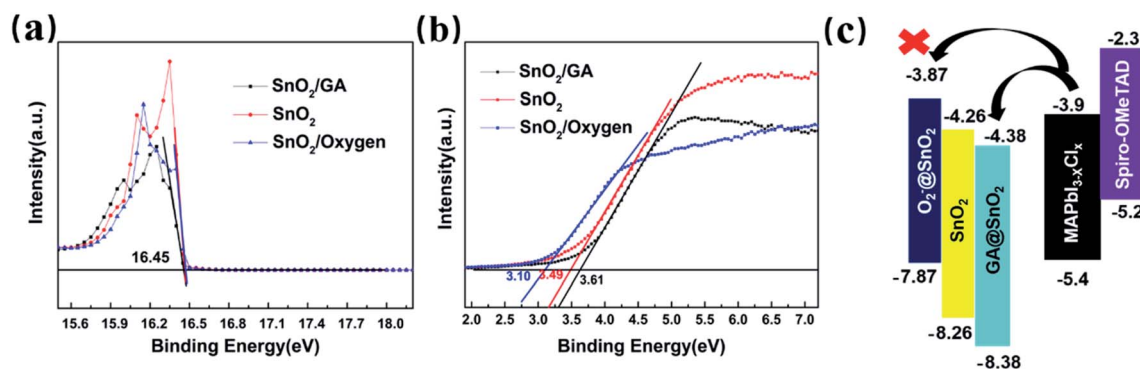 (a)
Intensity(a.u.)
SnO2/GA
SnO2
SnO2/Oxygen
16.45
15.6 15.9 16.2 16.5 16.8 17.1 17.4 17.7 18.0
Binding Energy(eV)
(b)
Intensity(a.u.)
SnO2/GA
SnO2
SnO2/Oxygen
3.10 3.49 3.61
2.0 2.5 3.0 3.5 4.0 4.5 5.0 5.5 6.0 6.5 7.0
Binding Energy(eV)
(c)
-3.87
O2-@SnO2
-7.87
-4.26
SnO2
-8.26
-4.38
GA@SnO2
-8.38
-3.9
MAPbI3-XClx
-5.4
-2.3
Spiro-OMeTAD
-5.2